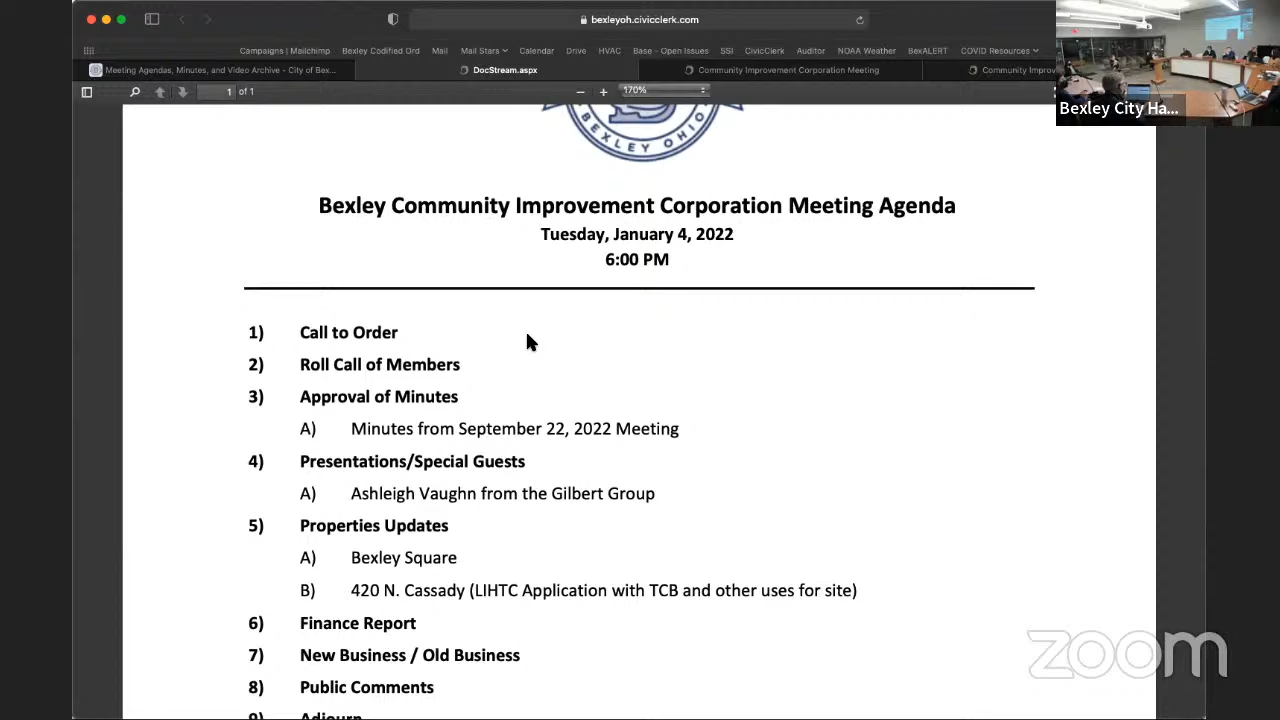 bexleyoh.civicclerk.com
Campaigns | Mailchimp Bexley Codified Ord Mail Mail Stars Calendar Drive HVAC Base - Open Issues SSI CivicClerk Auditor NOAA Weather BexALERT COVID Resources
Meeting Agendas, Minutes, and Video Archive - City of Bex... DocStream.aspx Community Improvement Corporation Meeting Community Improv
1 of 1 170%
Bexley City Ha...
BEXLEY OHIO
Bexley Community Improvement Corporation Meeting Agenda
Tuesday, January 4, 2022
6:00 PM
1) Call to Order
2) Roll Call of Members
3) Approval of Minutes
A) Minutes from September 22, 2022 Meeting
4) Presentations/Special Guests
A) Ashleigh Vaughn from the Gilbert Group
5) Properties Updates
A) Bexley Square
B) 420 N. Cassady (LIHTC Application with TCB and other uses for site)
6) Finance Report
7) New Business / Old Business
8) Public Comments
9) Adjourn
zoom